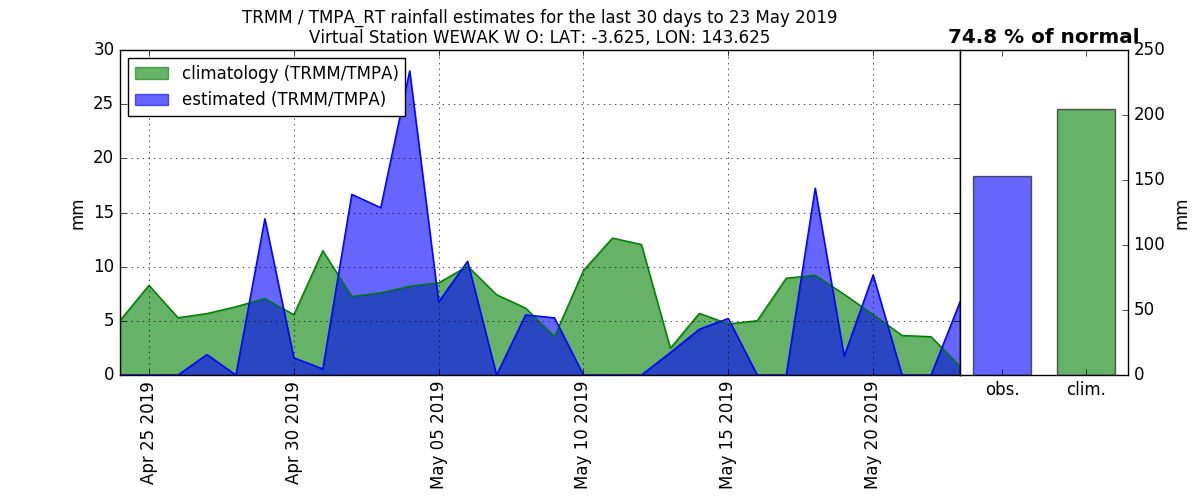 TRMM / TMPA_RT rainfall estimates for the last 30 days to 23 May 2019
Virtual Station WEWAK W O: LAT: -3.625, LON: 143.625
74.8 % of normal
climatology (TRMM/TMPA)
estimated (TRMM/TMPA)
30
25
20
15
10
5
0
mm
250
200
150
100
50
0
mm
Apr 25 2019
Apr 30 2019
May 05 2019
May 10 2019
May 15 2019
May 20 2019
obs.
clim.